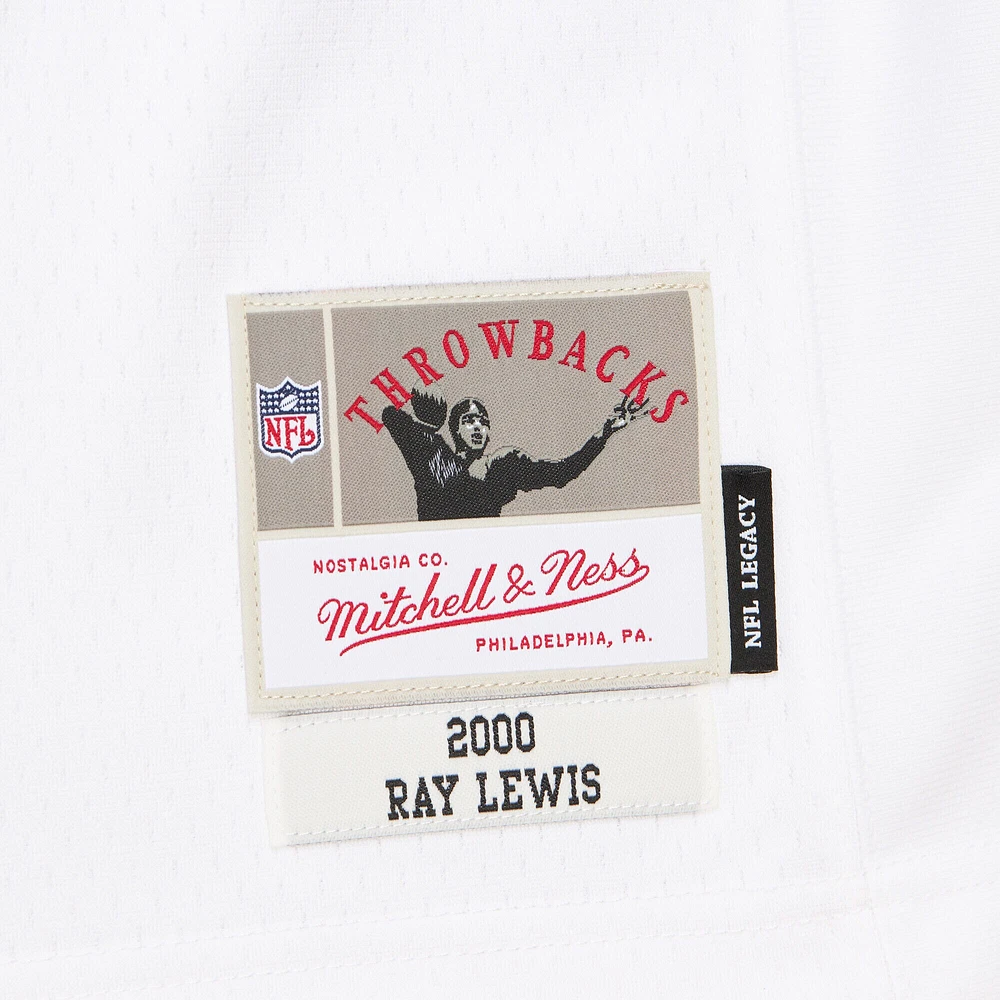 THROWBACKS
NFL
NOSTALGIA CO.
Mitchell & Ness
PHILADELPHIA, PA.
NFL LEGACY
2000
RAY LEWIS